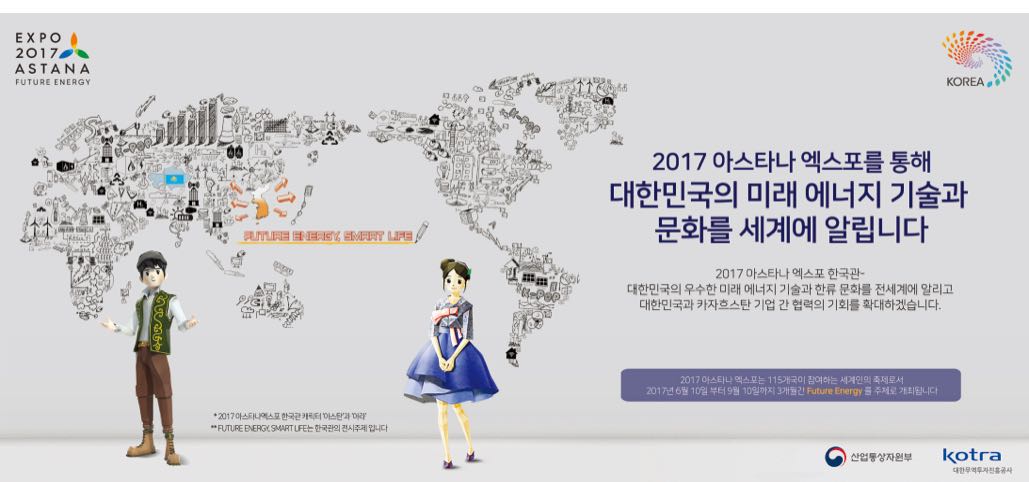 EXPO
2017
ASTANA
FUTURE ENERGY
KOREA
2017 아스타나 엑스포를 통해
대한민국의 미래 에너지 기술과
문화를 세계에 알립니다
FUTURE ENERGY, SMART LIFE
K-POP
2017 아스타나 엑스포 한국관-
대한민국의 우수한 미래 에너지 기술과 한류 문화를 전세계에 알리고
대한민국과 카자흐스탄 기업 간 협력의 기회를 확대하겠습니다.
2017 아스타나 엑스포는 115개국이 참여하는 세계인의 축제로서
2017년 6월 10일 부터 9월 10일까지 3개월간 Future Energy 를 주제로 개최됩니다
* 2017 아스타나엑스포 한국관 캐릭터 '아스탄'과 '아라'
** FUTURE ENERGY, SMART LIFE는 한국관의 전시주제 입니다
산업통상자원부
kotra
대한무역투자진흥공사